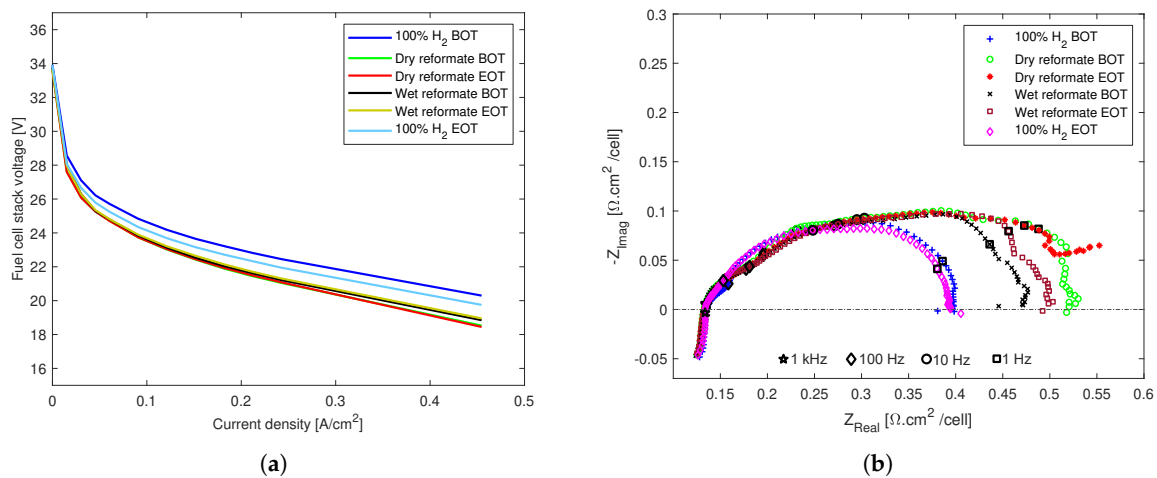 36
34
32
30
28
26
24
22
20
18
16
0
0.1
0.2
0.3
0.4
0.5
Fuel cell stack voltage [V]
Current density [A/cm²]
100% H₂ BOT
Dry reformate BOT
Dry reformate EOT
Wet reformate BOT
Wet reformate EOT
100% H₂ EOT
(a)
0.3
0.25
0.2
0.15
0.1
0.05
0
-0.05
0.1
0.15
0.2
0.25
0.3
0.35
0.4
0.45
0.5
0.55
0.6
-Z_Imag [Ω.cm² /cell]
Z_Real [Ω.cm² /cell]
100% H₂ BOT
Dry reformate BOT
Dry reformate EOT
Wet reformate BOT
Wet reformate EOT
100% H₂ EOT
1 kHz
100 Hz
10 Hz
1 Hz
(b)